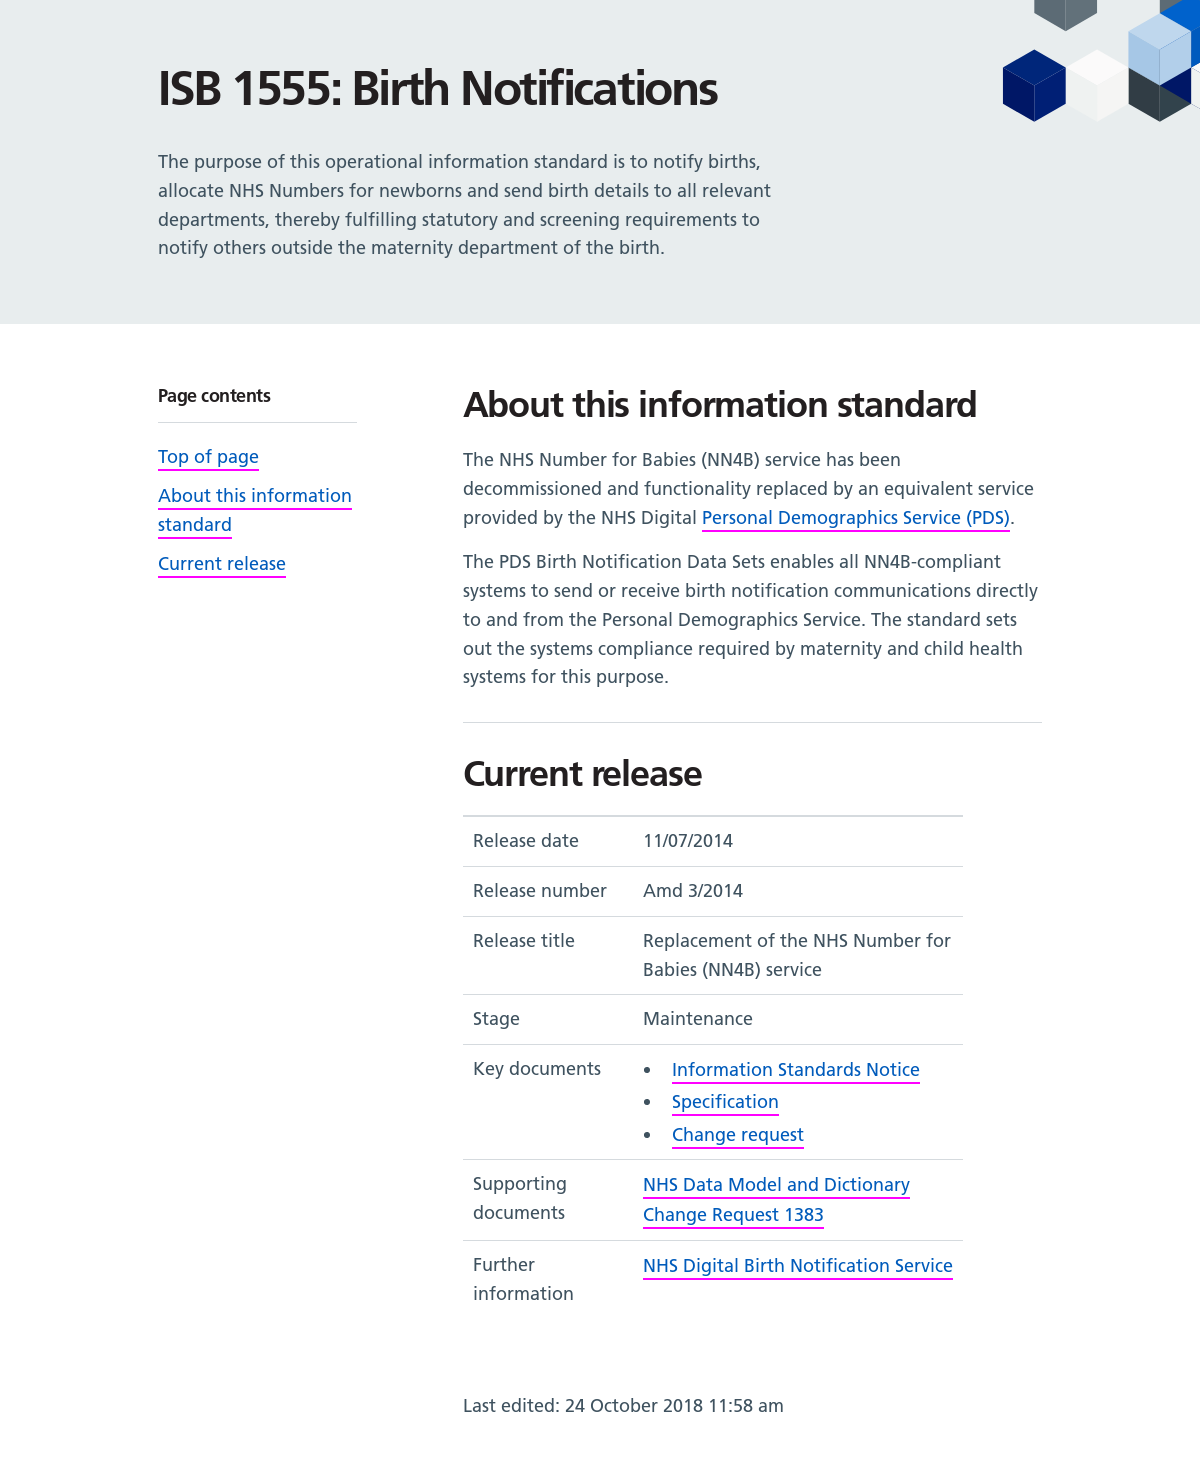 ISB 1555: Birth Notifications
The purpose of this operational information standard is to notify births,
allocate NHS Numbers for newborns and send birth details to all relevant
departments, thereby fulfilling statutory and screening requirements to
notify others outside the maternity department of the birth.
Page contents
Top of page
About this information
standard
Current release
About this information standard
The NHS Number for Babies (NN4B) service has been
decommissioned and functionality replaced by an equivalent service
provided by the NHS Digital Personal Demographics Service (PDS).
The PDS Birth Notification Data Sets enables all NN4B-compliant
systems to send or receive birth notification communications directly
to and from the Personal Demographics Service. The standard sets
out the systems compliance required by maternity and child health
systems for this purpose.
Current release
Release date 11/07/2014
Release number Amd 3/2014
Release title Replacement of the NHS Number for
Babies (NN4B) service
Stage Maintenance
Key documents • Information Standards Notice
• Specification
• Change request
Supporting NHS Data Model and Dictionary
documents Change Request 1383
Further NHS Digital Birth Notification Service
information
Last edited: 24 October 2018 11:58 am